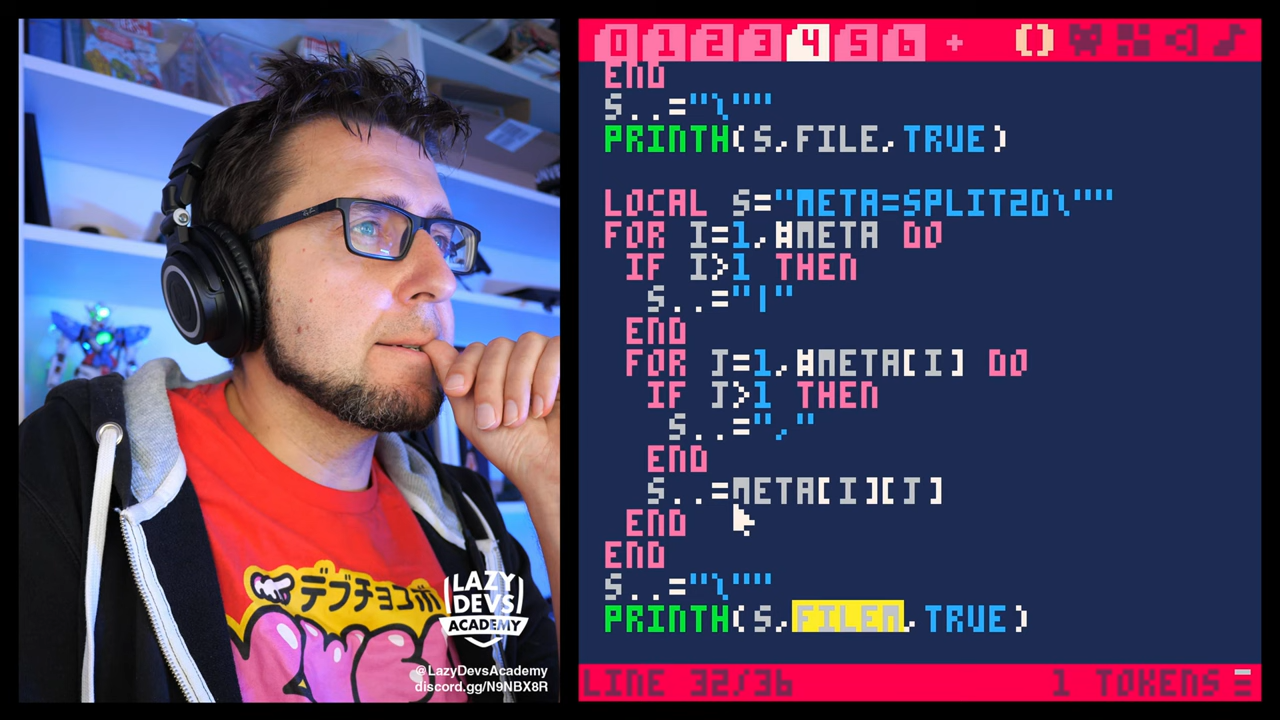 デブチョコボ
LAZY
DEVS
ACADEMY
@LazyDevsAcademy
discord.gg/N9NBX8R
0 1 2 3 4 5 6 +
END
S..="\""
PRINTH(S,FILE,TRUE)
LOCAL S="META=SPLIT2D\""
FOR I=1,#META DO
IF I>1 THEN
S..="|"
END
FOR J=1,#META[I] DO
IF J>1 THEN
S..=","
END
S..=META[I][J]
END
END
S..="\""
PRINTH(S,FILEM,TRUE)
LINE 32/36
1 TOKENS